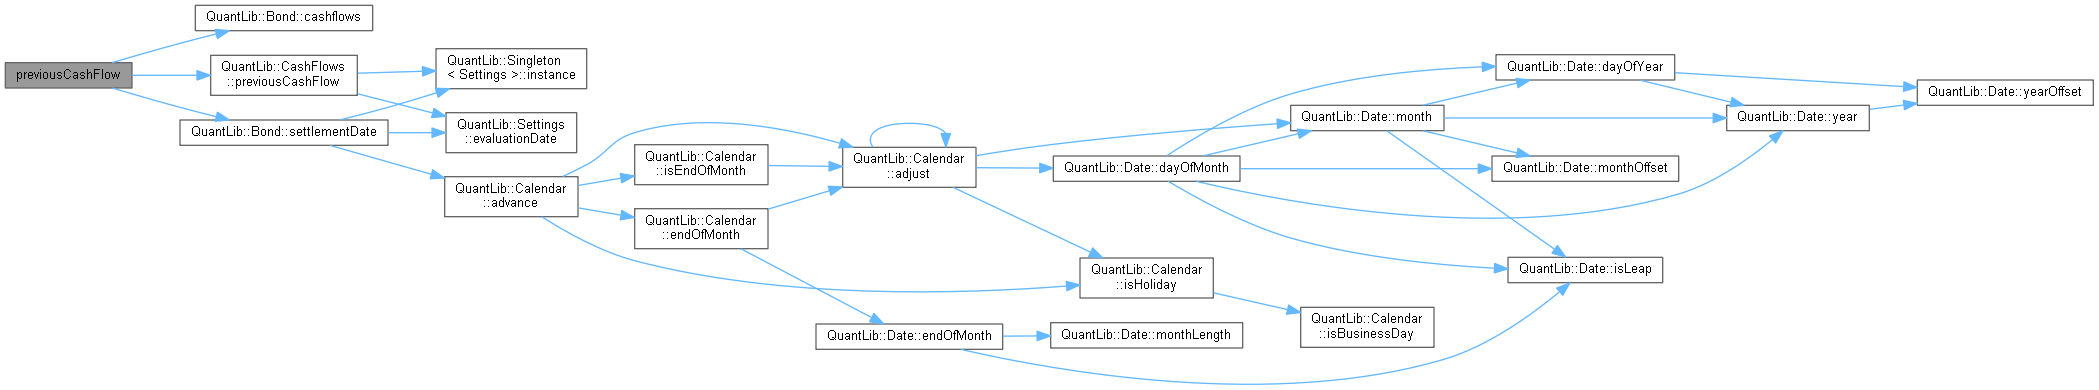 previousCashFlow
QuantLib::Bond::cashflows
QuantLib::CashFlows
::previousCashFlow
QuantLib::Bond::settlementDate
QuantLib::Singleton
< Settings >::instance
QuantLib::Settings
::evaluationDate
QuantLib::Calendar
::advance
QuantLib::Calendar
::isEndOfMonth
QuantLib::Calendar
::endOfMonth
QuantLib::Calendar
::adjust
QuantLib::Date::endOfMonth
QuantLib::Date::dayOfMonth
QuantLib::Calendar
::isHoliday
QuantLib::Date::monthLength
QuantLib::Date::month
QuantLib::Calendar
::isBusinessDay
QuantLib::Date::dayOfYear
QuantLib::Date::monthOffset
QuantLib::Date::isLeap
QuantLib::Date::year
QuantLib::Date::yearOffset